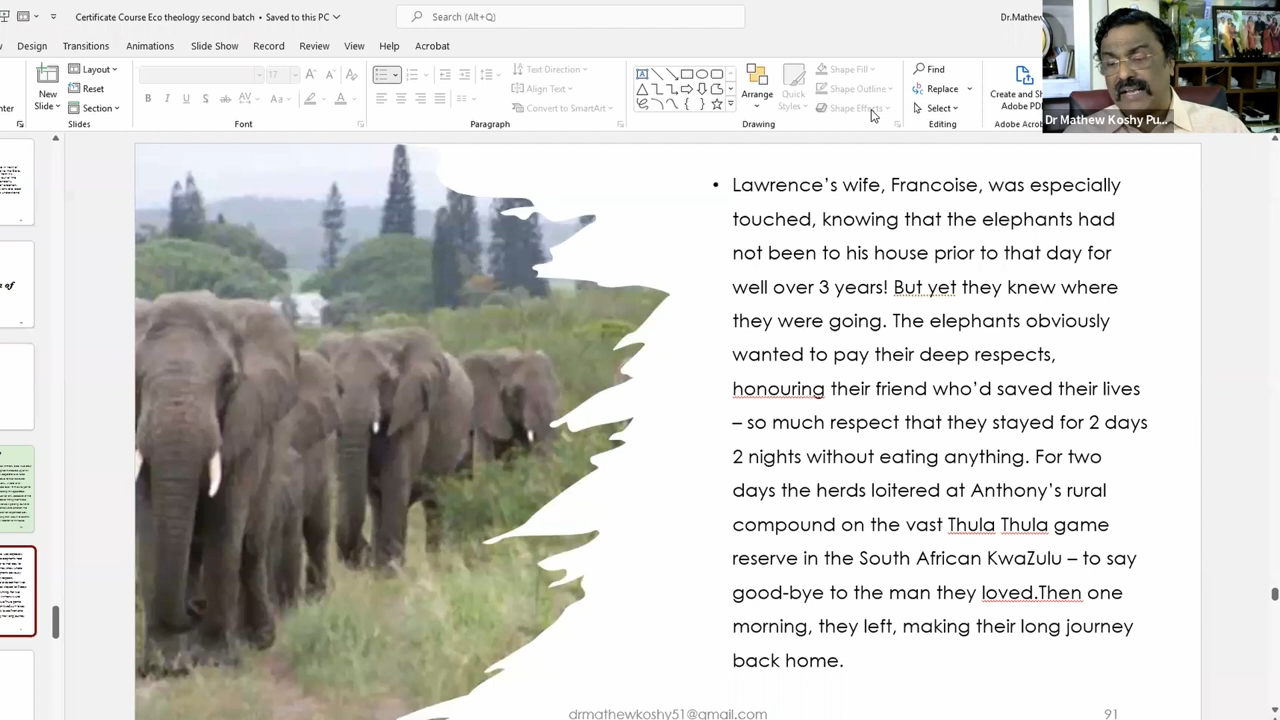 Certificate Course Eco theology second batch • Saved to this PC
Search (Alt+Q)
Dr.Mathew
Design Transitions Animations Slide Show Record Review View Help Acrobat
New Slide
Layout
Reset
Section
Slides
17
Font
Text Direction
Align Text
Convert to SmartArt
Paragraph
Arrange
Quick Styles
Shape Fill
Shape Outline
Shape Effects
Drawing
Find
Replace
Select
Editing
Create and Sh
Adobe PD
Adobe Acro
Dr Mathew Koshy Pu...
• Lawrence’s wife, Francoise, was especially
touched, knowing that the elephants had
not been to his house prior to that day for
well over 3 years! But yet they knew where
they were going. The elephants obviously
wanted to pay their deep respects,
honouring their friend who’d saved their lives
– so much respect that they stayed for 2 days
2 nights without eating anything. For two
days the herds loitered at Anthony’s rural
compound on the vast Thula Thula game
reserve in the South African KwaZulu – to say
good-bye to the man they loved.Then one
morning, they left, making their long journey
back home.
drmathewkoshy51@gmail.com
91